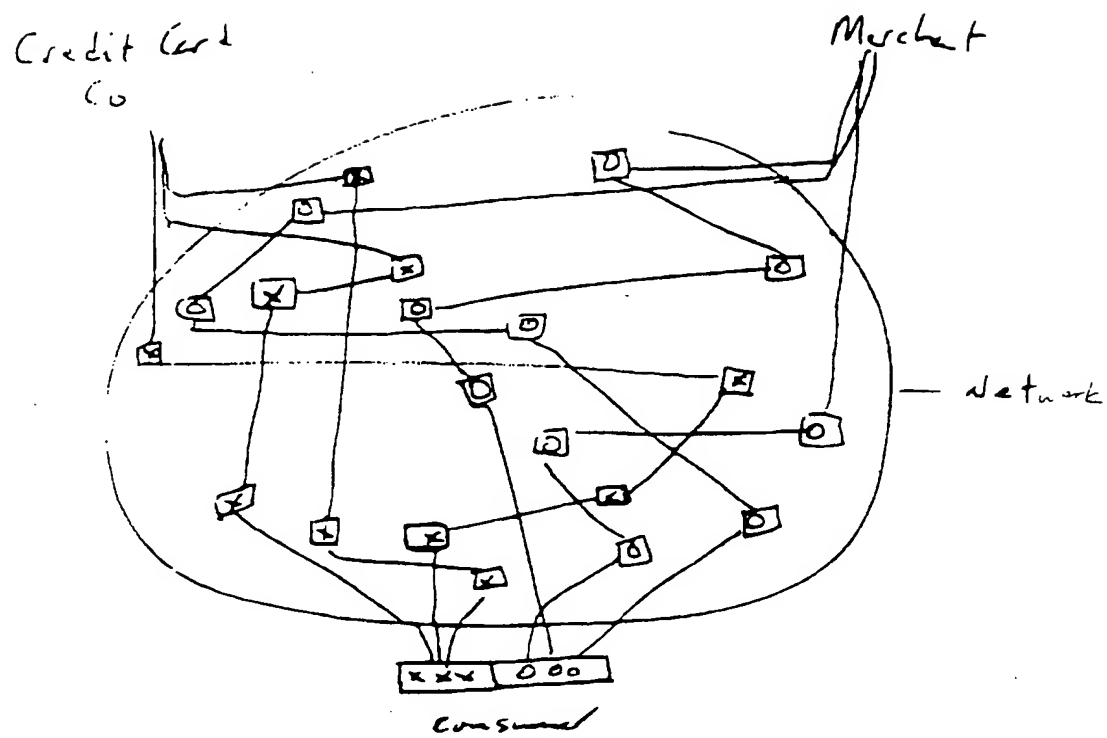 Credit Card
Co
Merchant
Network
x x x o o o
Consumer